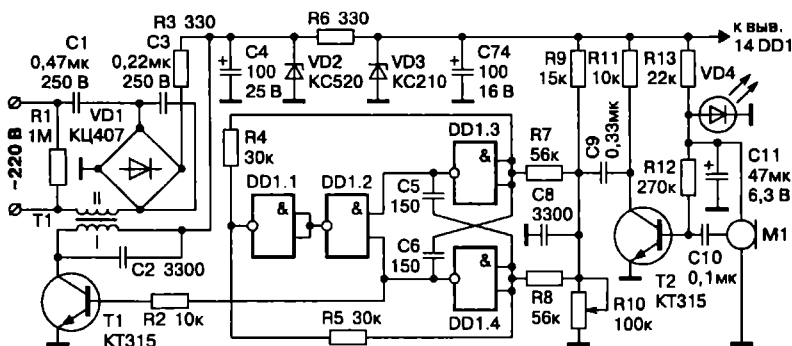 R3 330
R6 330
к выв.
14 DD1
C1
0,47мк
250 В
C3
0,22мк
250 В
C4
100
25 В
VD2
КС520
VD3
КС210
C74
100
16 В
R9
15к
R11
10к
R13
22к
VD4
R1
1М
VD1
КЦ407
~220 В
R4
30к
DD1.3
&
R7
56к
C9
0,33мк
DD1.1
&
DD1.2
&
C5
150
C8
3300
R12
270к
C11
47мк
6,3 В
T1
II
I
C2 3300
C6
150
&
DD1.4
R8
56к
R10
100к
T2
КТ315
C10
0,1мк
M1
T1
КТ315
R2 10к
R5 30к